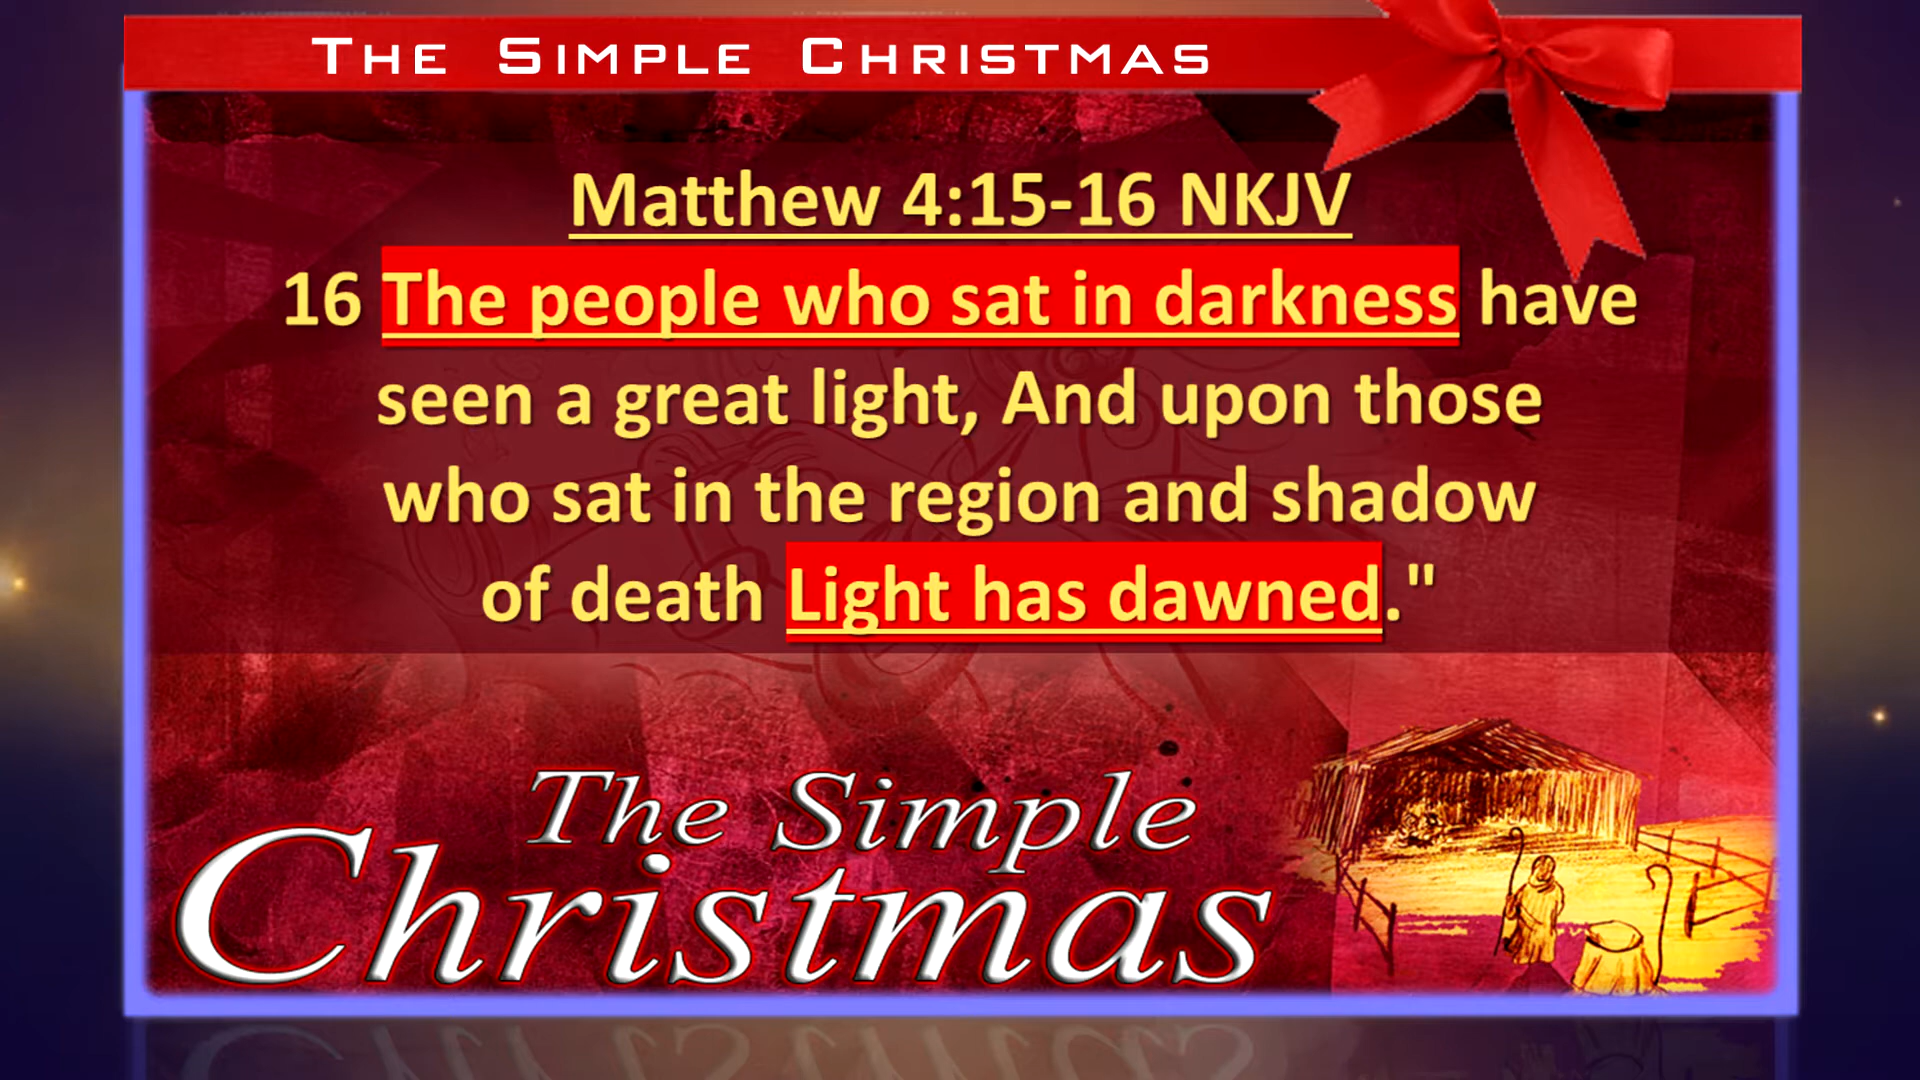 THE SIMPLE CHRISTMAS
Matthew 4:15-16 NKJV
16 The people who sat in darkness have
seen a great light, And upon those
who sat in the region and shadow
of death Light has dawned."
The Simple
Christmas